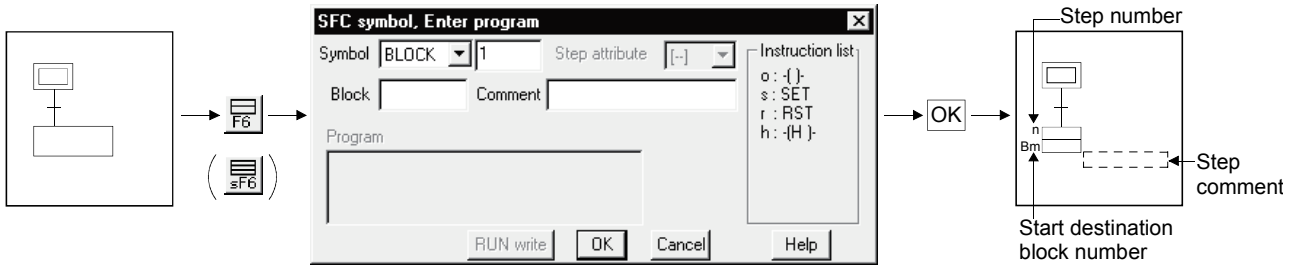 F6
sF6
SFC symbol, Enter program
Symbol BLOCK 1 Step attribute [--]
Block Comment
Program
Instruction list
o : -( )-
s : SET
r : RST
h : -(H )-
RUN write OK Cancel Help
OK
Step number
n
Bm
Step
comment
Start destination
block number